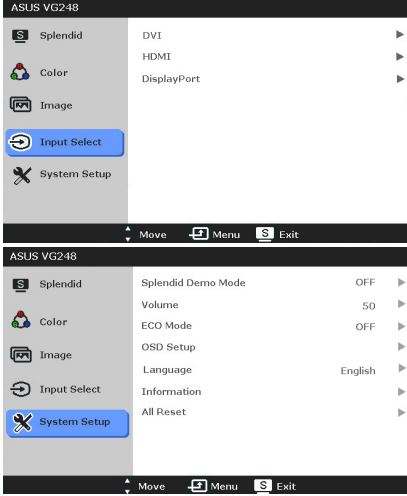 ASUS VG248
S Splendid
DVI
HDMI
Color
DisplayPort
Image
Input Select
System Setup
Move Menu S Exit
ASUS VG248
S Splendid
Splendid Demo Mode OFF
Volume 50
Color
ECO Mode OFF
OSD Setup
Image
Language English
Input Select
Information
All Reset
System Setup
Move Menu S Exit